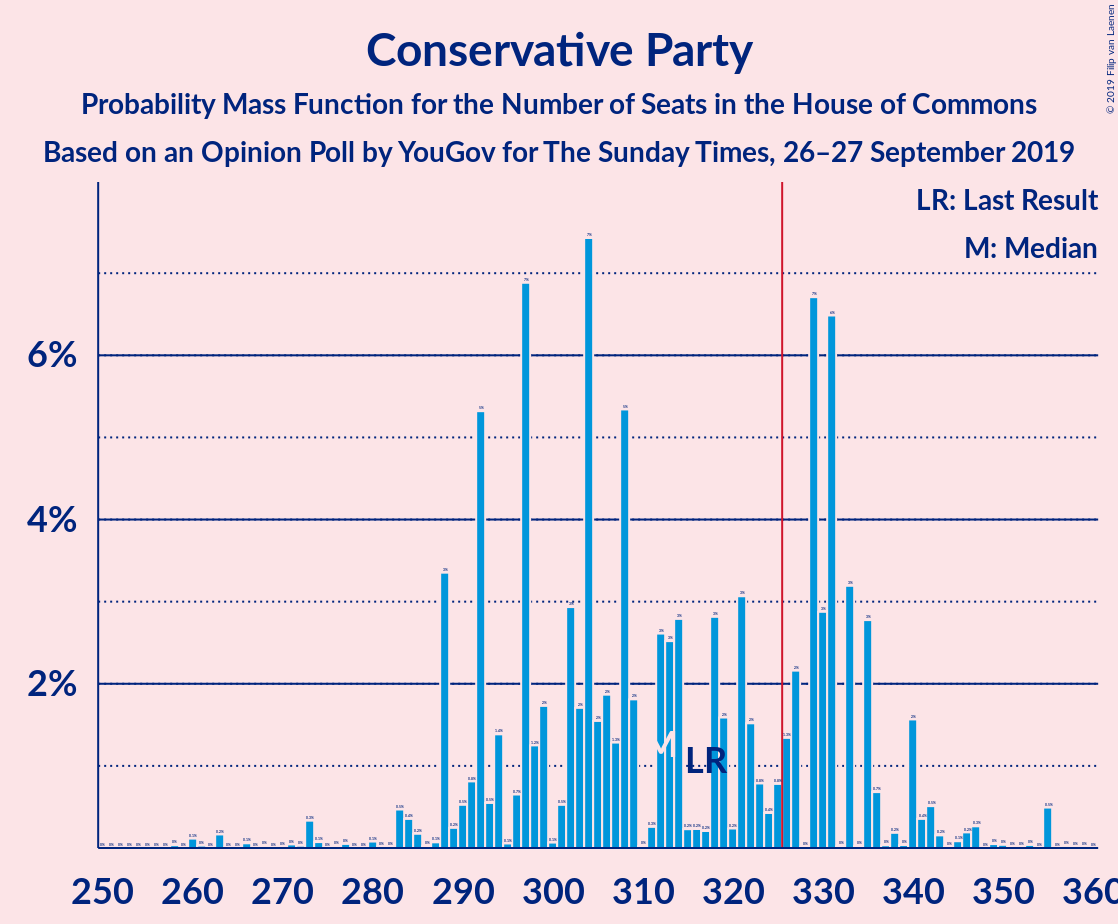 Conservative Party
Probability Mass Function for the Number of Seats in the House of Commons
Based on an Opinion Poll by YouGov for The Sunday Times, 26–27 September 2019
© 2019 Filip van Laenen
LR: Last Result
M: Median
6%
4%
2%
M
LR
250 260 270 280 290 300 310 320 330 340 350 360